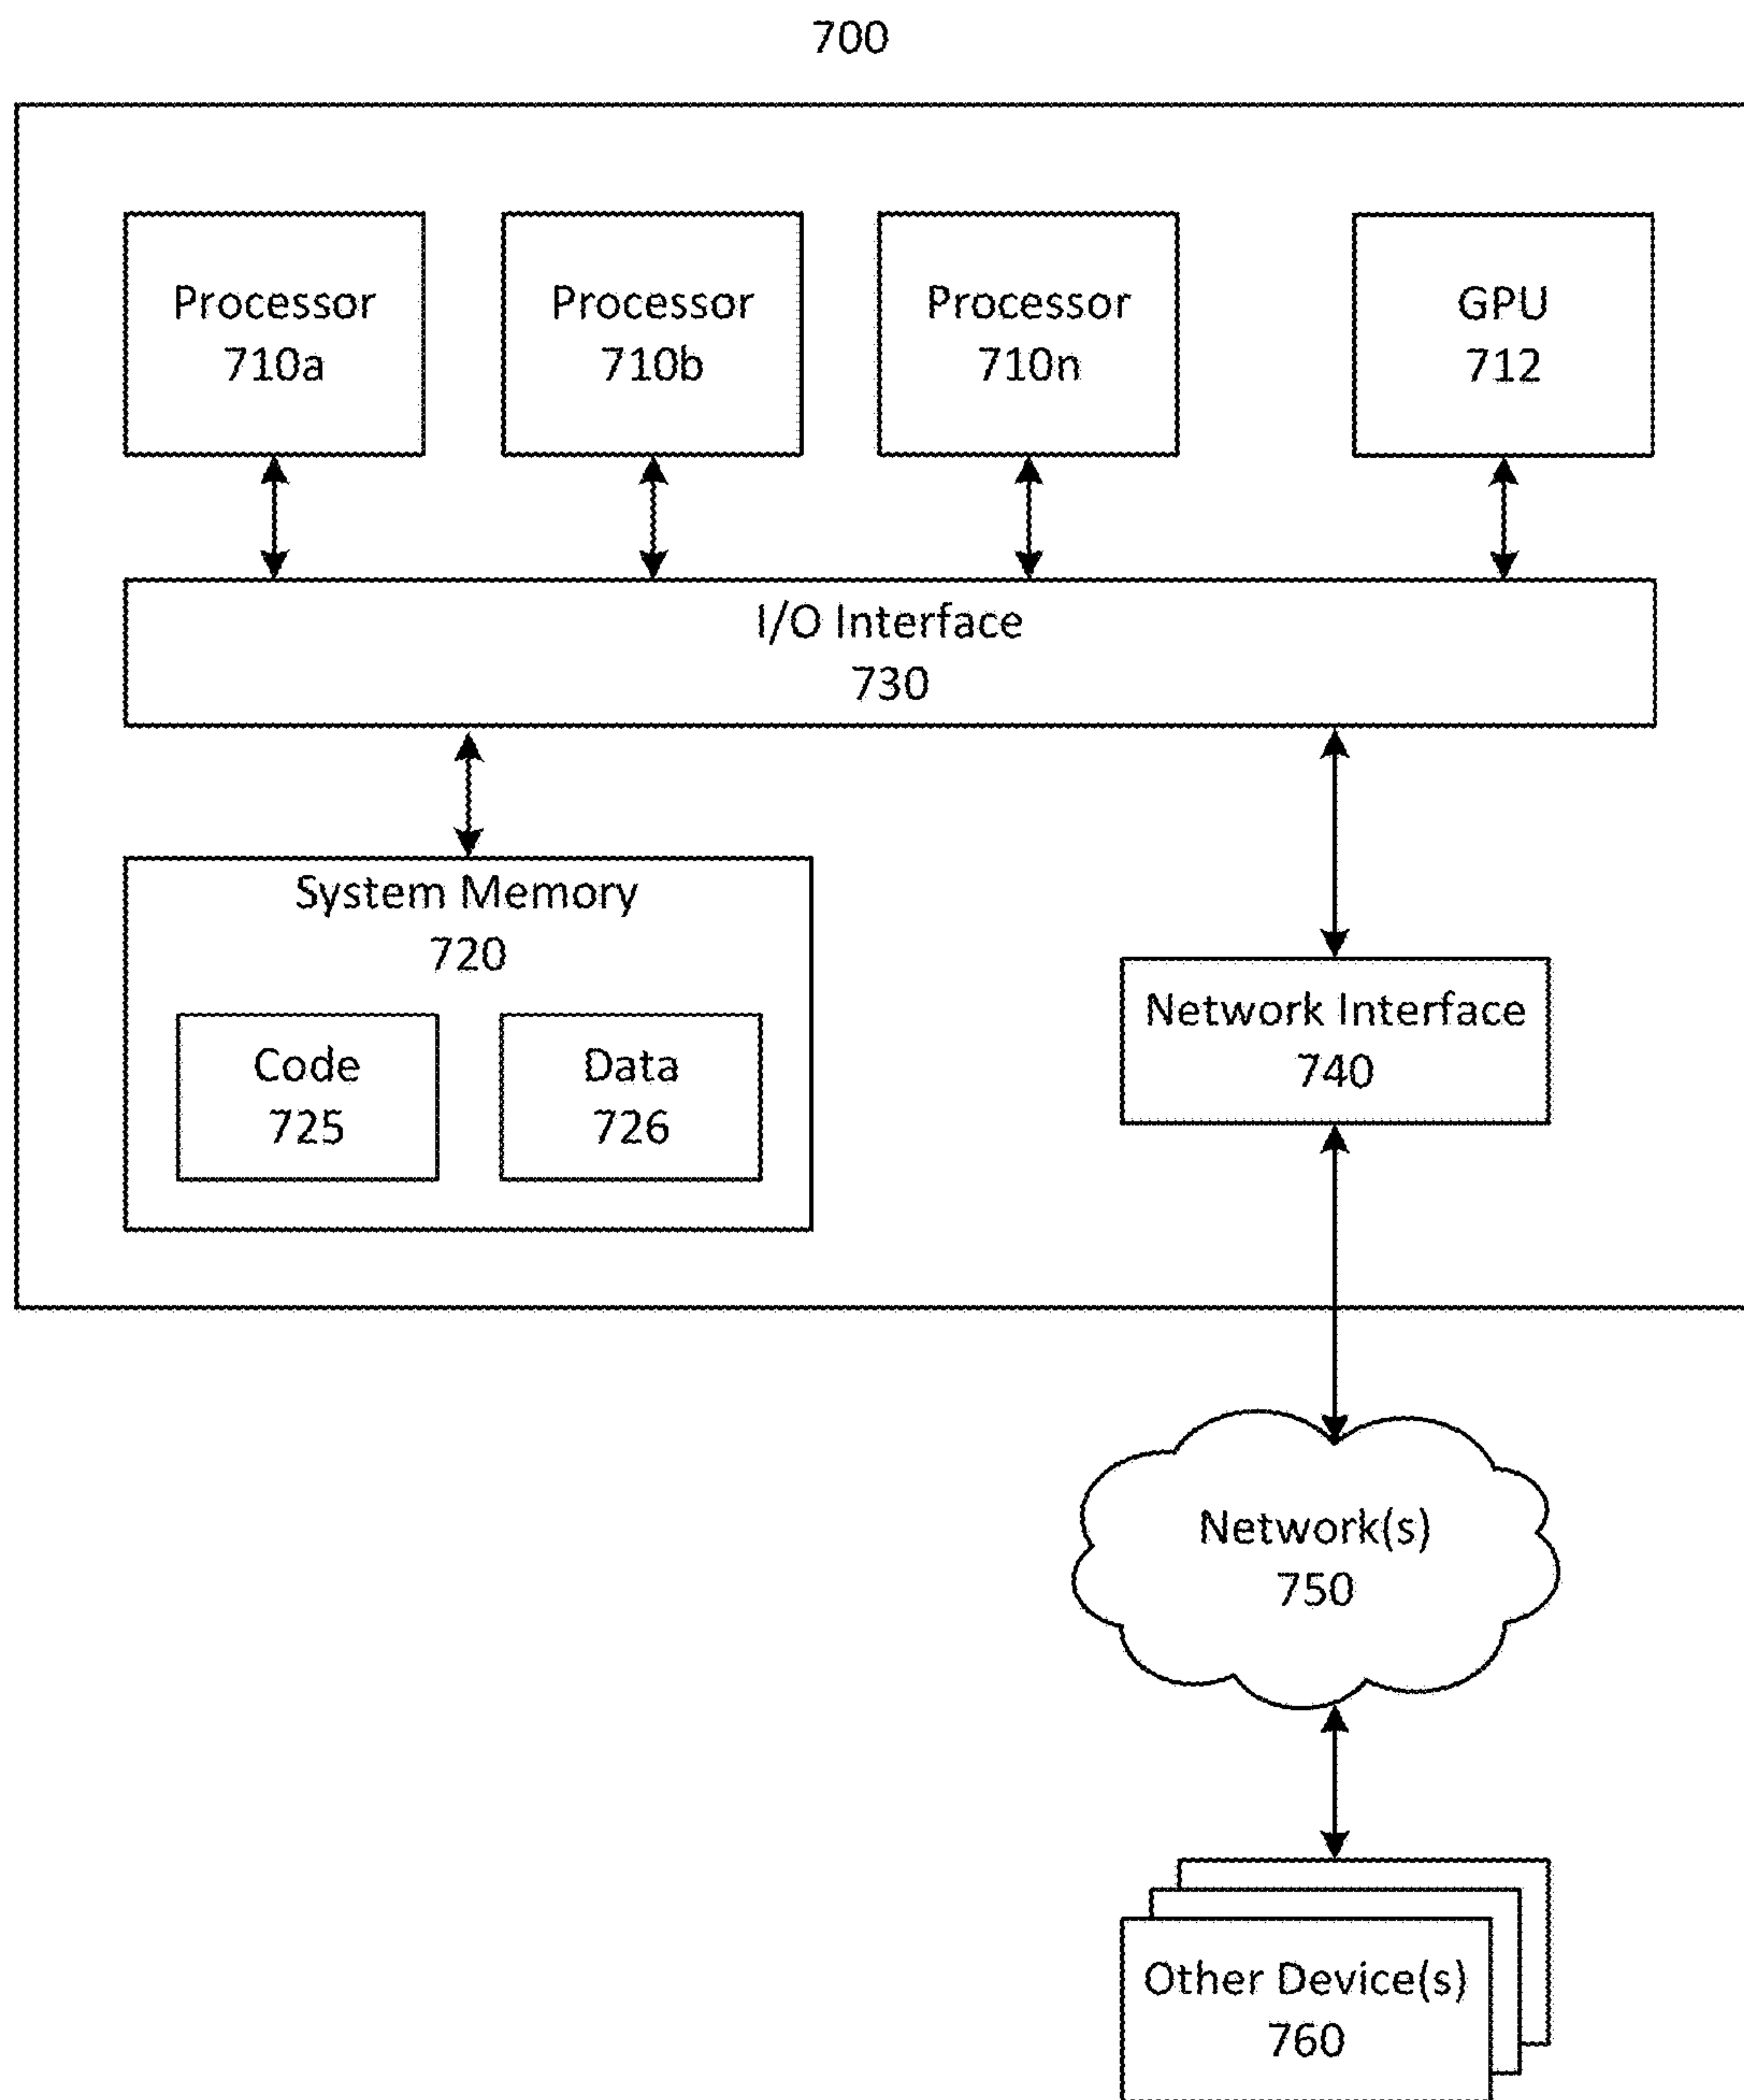 700
Processor
710a
Processor
710b
Processor
710n
GPU
712
I/O Interface
730
System Memory
720
Code
725
Data
726
Network Interface
740
Network(s)
750
Other Device(s)
760